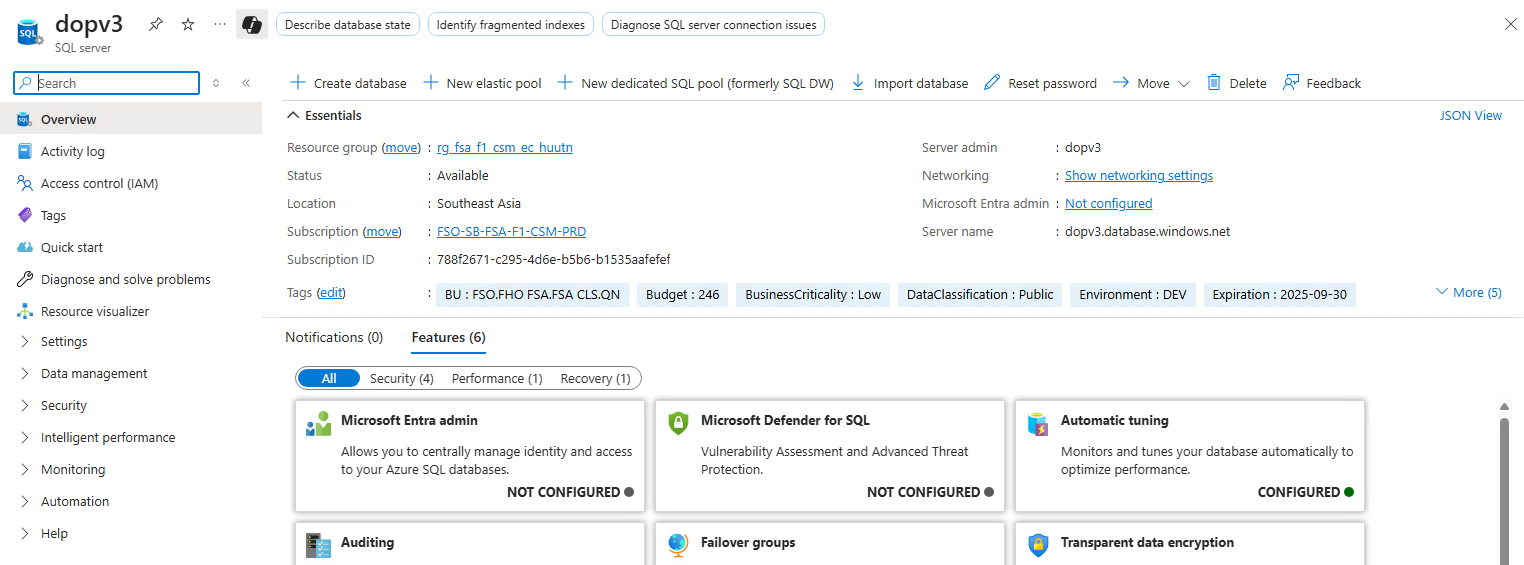 dopv3
SQL server
Describe database state
Identify fragmented indexes
Diagnose SQL server connection issues
Search
Overview
Activity log
Access control (IAM)
Tags
Quick start
Diagnose and solve problems
Resource visualizer
Settings
Data management
Security
Intelligent performance
Monitoring
Automation
Help
Create database
New elastic pool
New dedicated SQL pool (formerly SQL DW)
Import database
Reset password
Move
Delete
Feedback
Essentials
JSON View
Resource group (move) : rg_fsa_f1_csm_ec_huutn
Status : Available
Location : Southeast Asia
Subscription (move) : FSO-SB-FSA-F1-CSM-PRD
Subscription ID : 788f2671-c295-4d6e-b5b6-b1535aafefef
Server admin : dopv3
Networking : Show networking settings
Microsoft Entra admin : Not configured
Server name : dopv3.database.windows.net
Tags (edit) : BU : FSO.FHO FSA.FSA CLS.QN Budget : 246 BusinessCriticality : Low DataClassification : Public Environment : DEV Expiration : 2025-09-30
More (5)
Notifications (0)
Features (6)
All
Security (4)
Performance (1)
Recovery (1)
Microsoft Entra admin
Allows you to centrally manage identity and access
to your Azure SQL databases.
NOT CONFIGURED
Microsoft Defender for SQL
Vulnerability Assessment and Advanced Threat
Protection.
NOT CONFIGURED
Automatic tuning
Monitors and tunes your database automatically to
optimize performance.
CONFIGURED
Auditing
Failover groups
Transparent data encryption